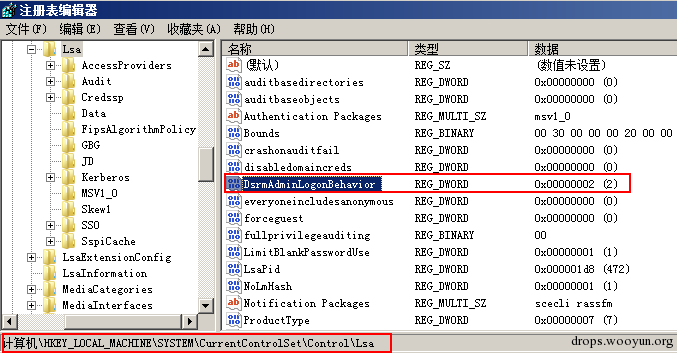 注册表编辑器
文件(F) 编辑(E) 查看(V) 收藏夹(A) 帮助(H)
Lsa
AccessProviders
Audit
Credssp
Data
FipsAlgorithmPolicy
GBG
JD
Kerberos
MSV1_0
Skew1
SSO
SspiCache
LsaExtensionConfig
LsaInformation
MediaCategories
MediaInterfaces
名称 类型 数据
(默认) REG_SZ (数值未设置)
auditbasedirectories REG_DWORD 0x00000000 (0)
auditbaseobjects REG_DWORD 0x00000000 (0)
Authentication Packages REG_MULTI_SZ msv1_0
Bounds REG_BINARY 00 30 00 00 00 20 00 00
crashonauditfail REG_DWORD 0x00000000 (0)
disabledomaincreds REG_DWORD 0x00000000 (0)
DsrmAdminLogonBehavior REG_DWORD 0x00000002 (2)
everyoneincludesanonymous REG_DWORD 0x00000000 (0)
forceguest REG_DWORD 0x00000000 (0)
fullprivilegeauditing REG_BINARY 00
LimitBlankPasswordUse REG_DWORD 0x00000001 (1)
LsaPid REG_DWORD 0x000001d8 (472)
NoLmHash REG_DWORD 0x00000001 (1)
Notification Packages REG_MULTI_SZ scecli rassfm
ProductType REG_DWORD 0x00000007 (7)
计算机\HKEY_LOCAL_MACHINE\SYSTEM\CurrentControlSet\Control\Lsa
drops.wooyun.org